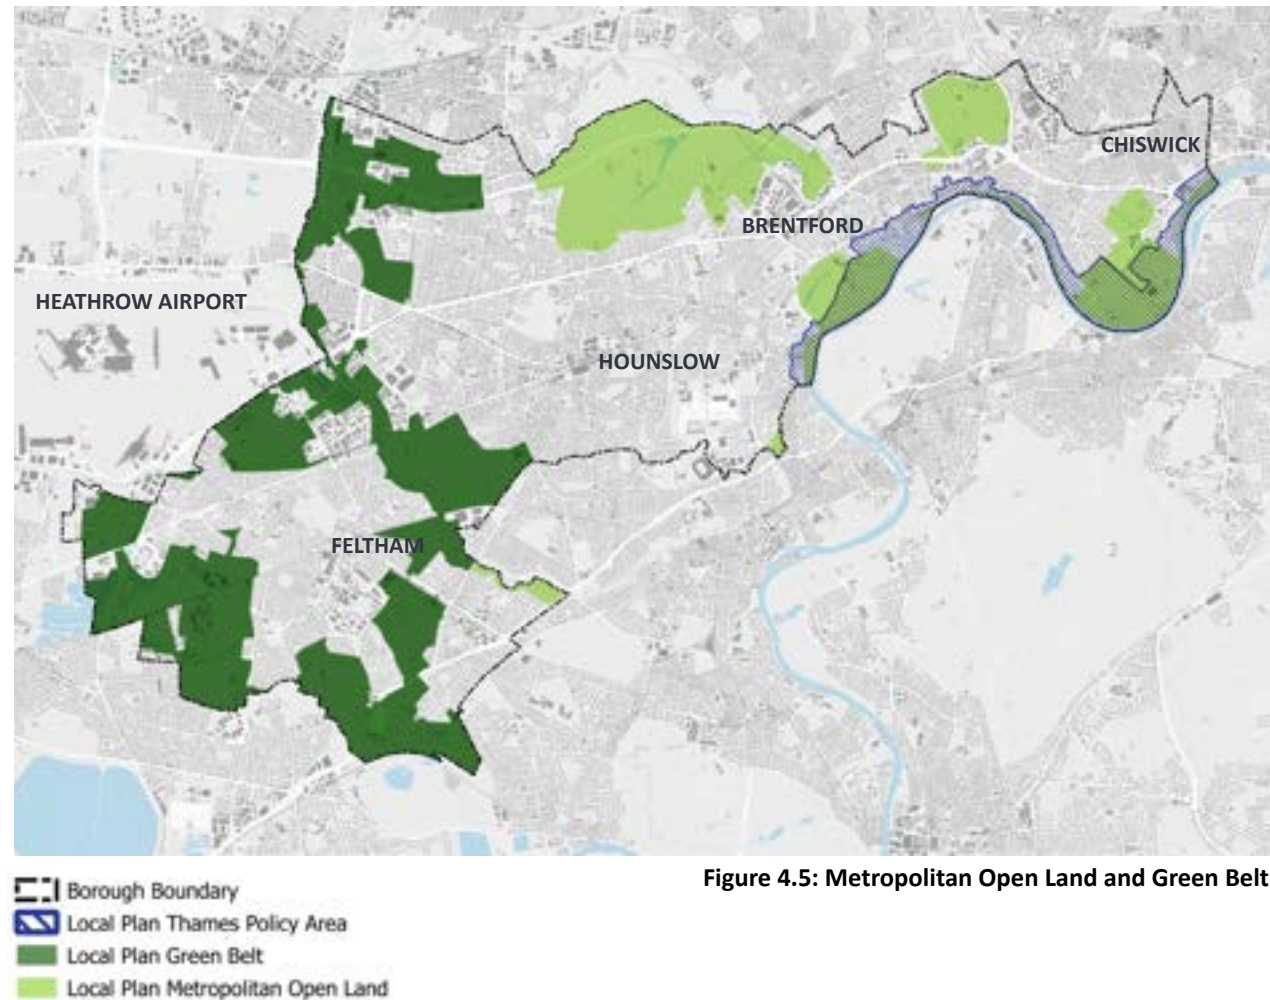 CHISWICK
BRENTFORD
HEATHROW AIRPORT
HOUNSLOW
FELTHAM
Figure 4.5: Metropolitan Open Land and Green Belt
Borough Boundary
Local Plan Thames Policy Area
Local Plan Green Belt
Local Plan Metropolitan Open Land